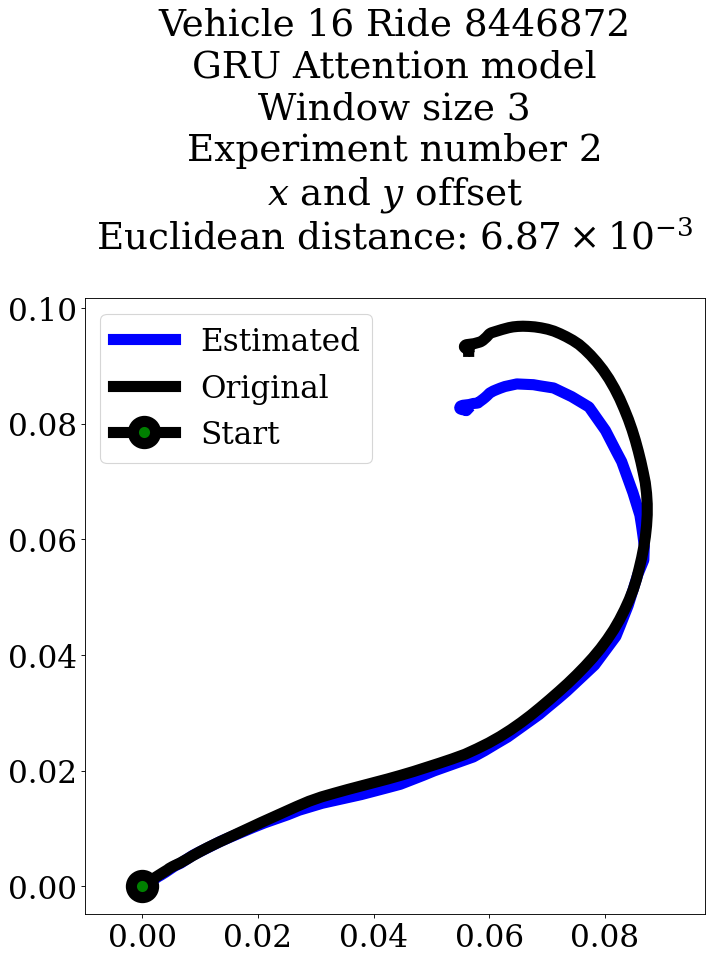 Vehicle 16 Ride 8446872
GRU Attention model
Window size 3
Experiment number 2
x and y offset
Euclidean distance: 6.87 × 10⁻³
0.10
0.08
0.06
0.04
0.02
0.00
Estimated
Original
Start
0.00 0.02 0.04 0.06 0.08